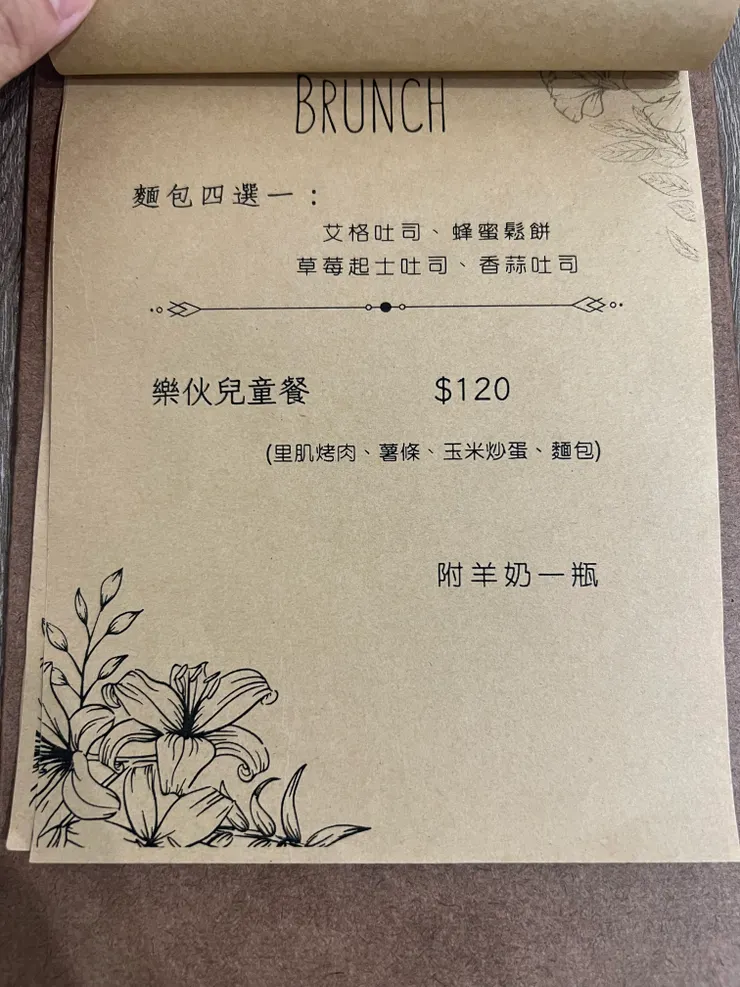 BRUNCH
麵包四選一：
艾格吐司、蜂蜜鬆餅
草莓起士吐司、香蒜吐司
樂伙兒童餐 $120
(里肌烤肉、薯條、玉米炒蛋、麵包)
附羊奶一瓶